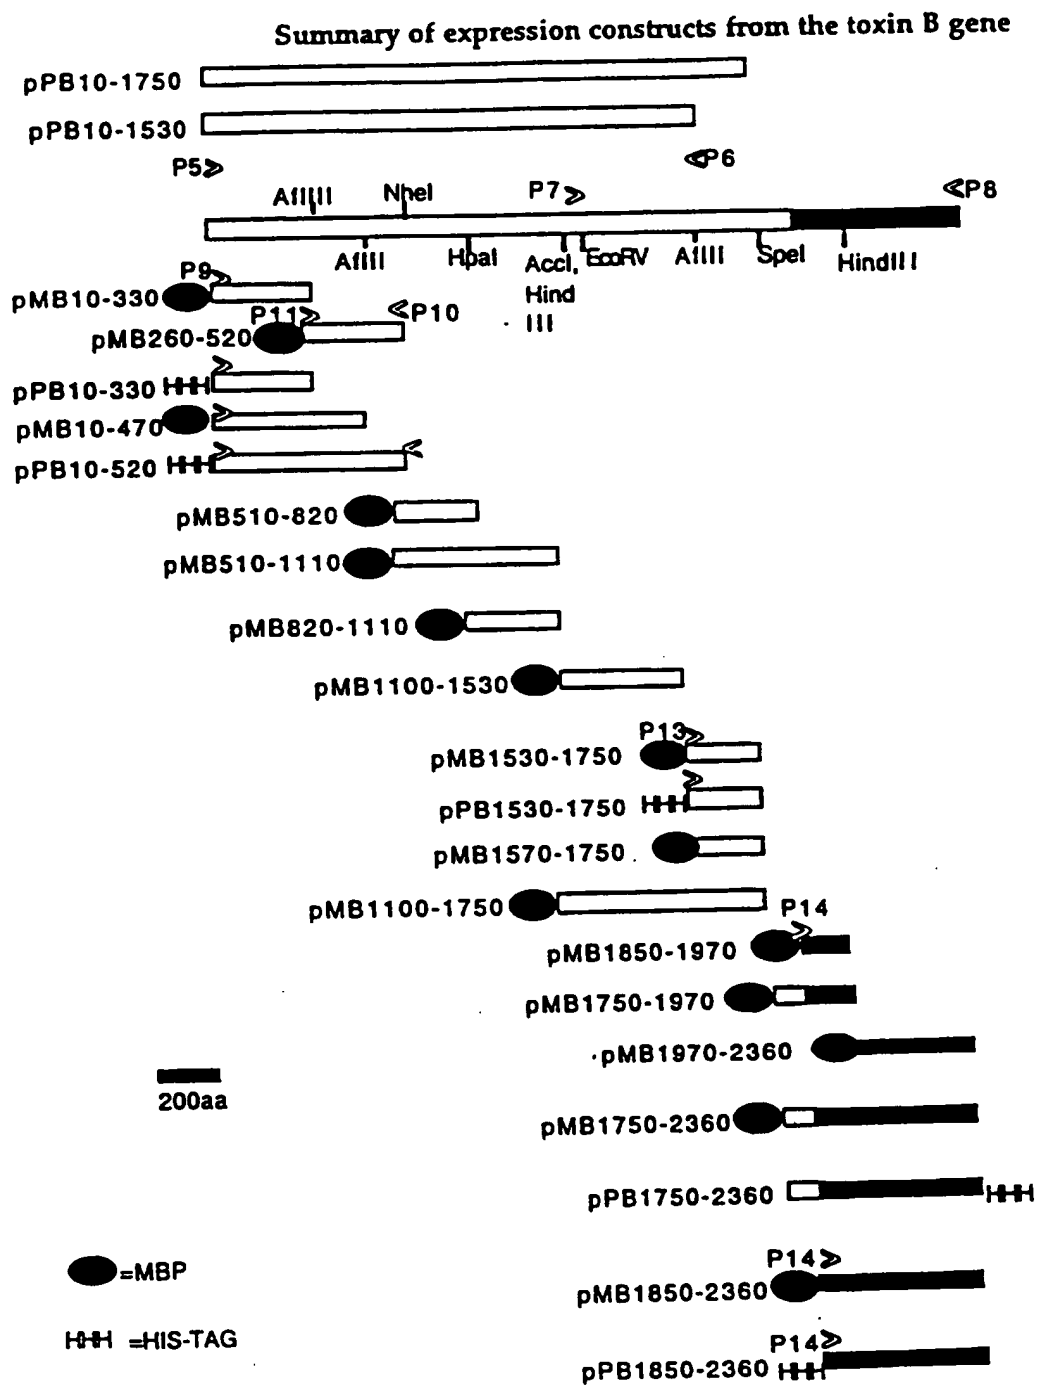 Summary of expression constructs from the toxin B gene
pPB10-1750
pPB10-1530
P5
P6
AflIII
NheI
P7
P8
AflII
HpaI
AccI,
Hind
III
EcoRV
AflII
SpeI
HindIII
P9
pMB10-330
P11
P10
pMB260-520
pPB10-330
pMB10-470
pPB10-520
pMB510-820
pMB510-1110
pMB820-1110
pMB1100-1530
P13
pMB1530-1750
pPB1530-1750
pMB1570-1750
pMB1100-1750
P14
pMB1850-1970
pMB1750-1970
pMB1970-2360
200aa
pMB1750-2360
pPB1750-2360
=MBP
P14
pMB1850-2360
=HIS-TAG
P14
pPB1850-2360